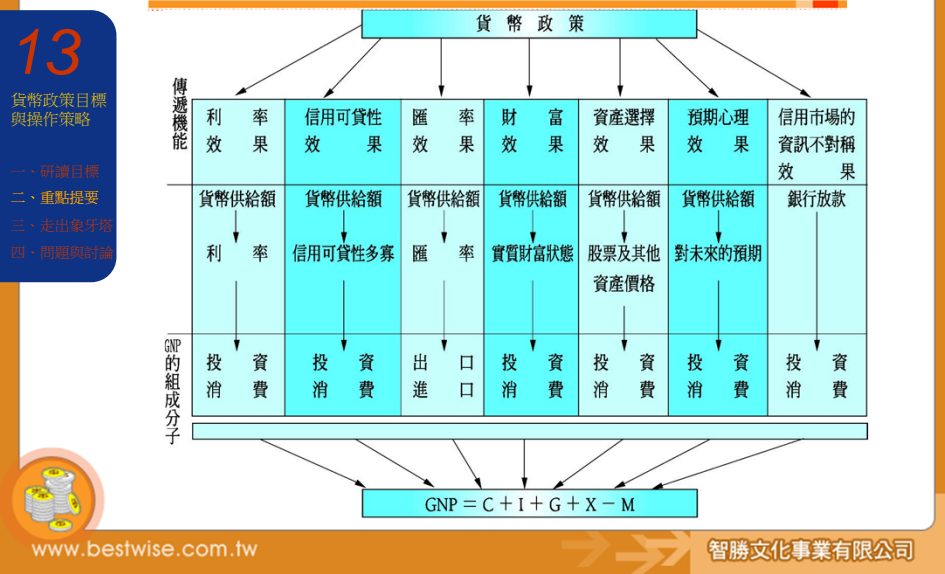 13
貨幣政策目標
與操作策略
一、研讀目標
二、重點提要
三、走出象牙塔
四、問題與討論
貨幣政策
傳遞機能
利率
效果
信用可貸性
效果
匯率
效果
財富
效果
資產選擇
效果
預期心理
效果
信用市場的
資訊不對稱
效果
貨幣供給額
貨幣供給額
貨幣供給額
貨幣供給額
貨幣供給額
貨幣供給額
銀行放款
利率
信用可貸性多寡
匯率
實質財富狀態
股票及其他
資產價格
對未來的預期
GNP的組成分子
投資
消費
投資
消費
出口
進口
投資
消費
投資
消費
投資
消費
投資
消費
GNP＝C＋I＋G＋X－M
www.bestwise.com.tw
智勝文化事業有限公司